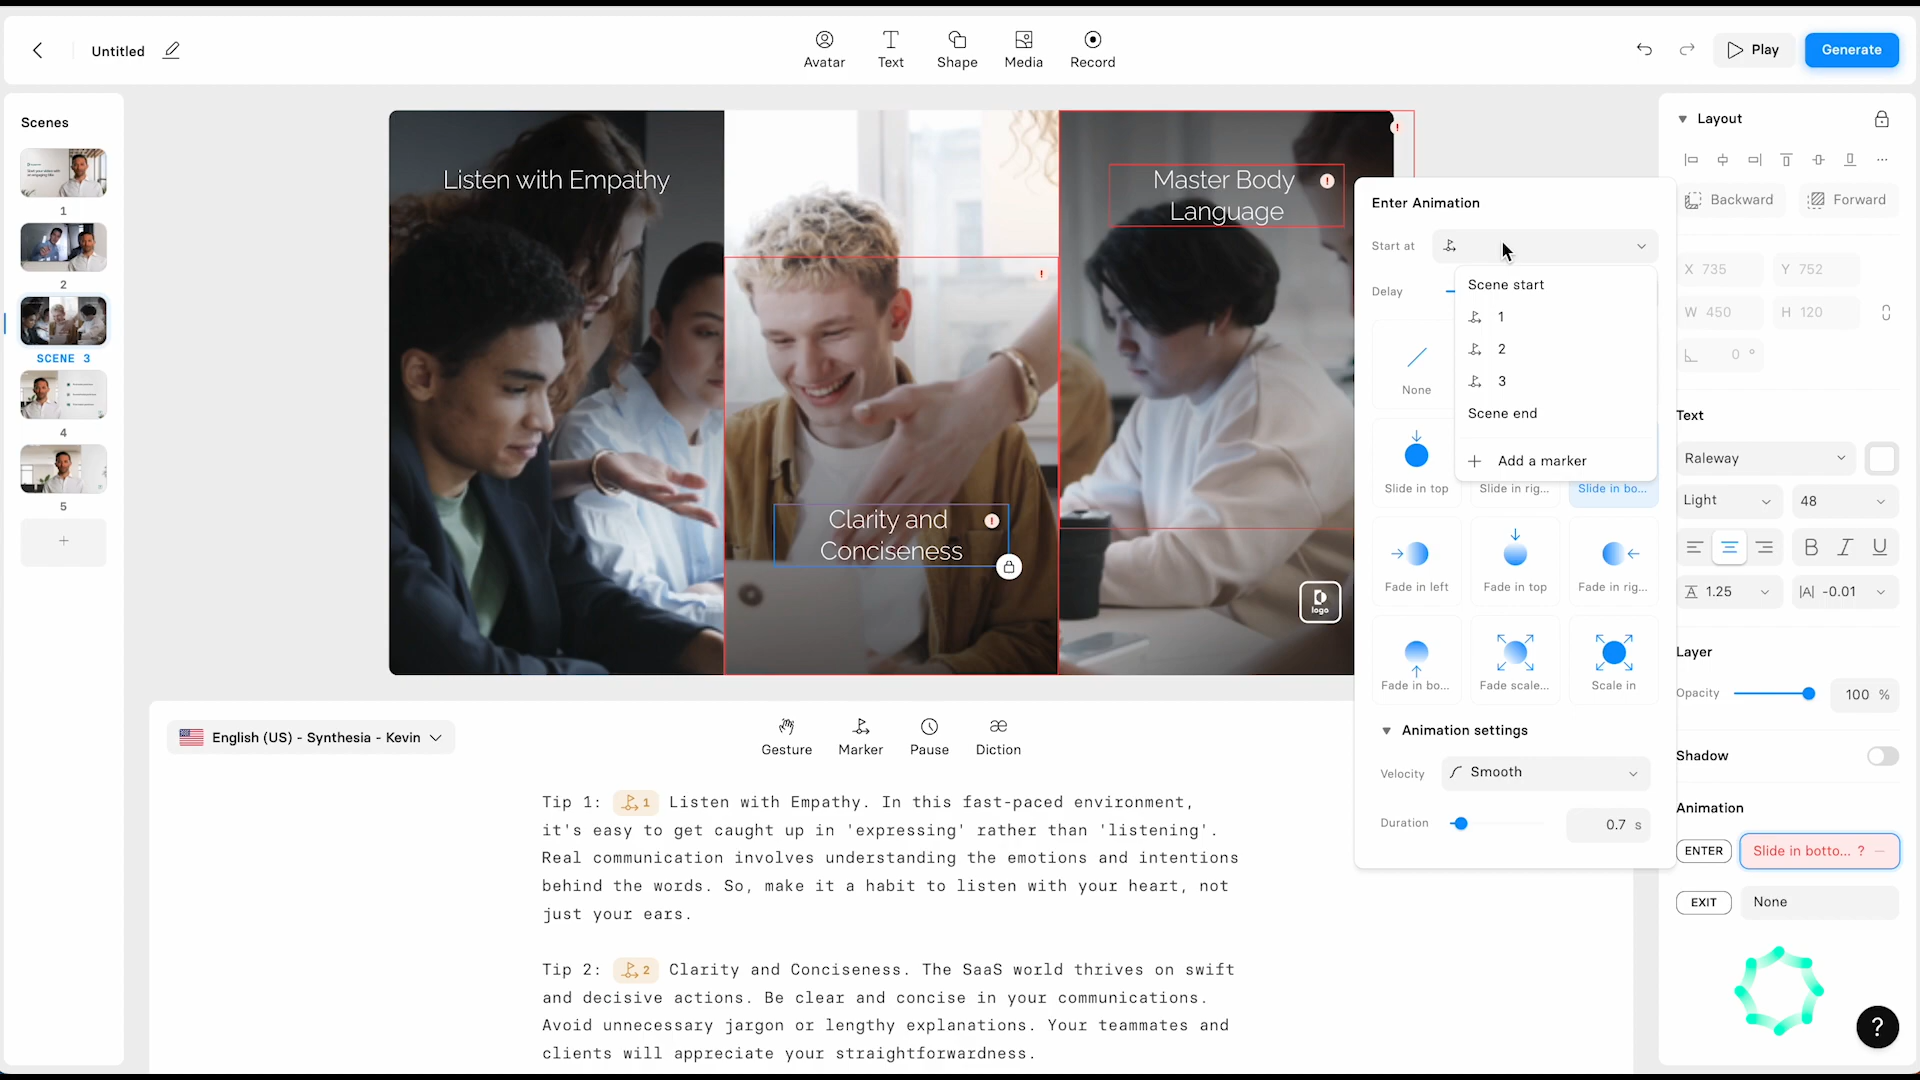 Untitled
Avatar
Text
Shape
Media
Record
Play
Generate
Scenes
1
2
SCENE 3
4
5
+
Listen with Empathy
Clarity and
Conciseness
Master Body
Language
logo
Enter Animation
Start at
Scene start
1
2
3
Scene end
+ Add a marker
Delay
None
Slide in top
Slide in rig...
Slide in bo...
Fade in left
Fade in top
Fade in rig...
Fade in bo...
Fade scale...
Scale in
Animation settings
Velocity
Smooth
Duration
0.7 s
Layout
Backward
Forward
X 735
Y 752
W 450
H 120
0 °
Text
Raleway
Light
48
B I U
1.25
|A| -0.01
Layer
Opacity
100 %
Shadow
Animation
ENTER
Slide in botto... ? —
EXIT
None
?
English (US) - Synthesia - Kevin
Gesture
Marker
Pause
Diction
Tip 1: 1 Listen with Empathy. In this fast-paced environment,
it's easy to get caught up in 'expressing' rather than 'listening'.
Real communication involves understanding the emotions and intentions
behind the words. So, make it a habit to listen with your heart, not
just your ears.
Tip 2: 2 Clarity and Conciseness. The SaaS world thrives on swift
and decisive actions. Be clear and concise in your communications.
Avoid unnecessary jargon or lengthy explanations. Your teammates and
clients will appreciate your straightforwardness.